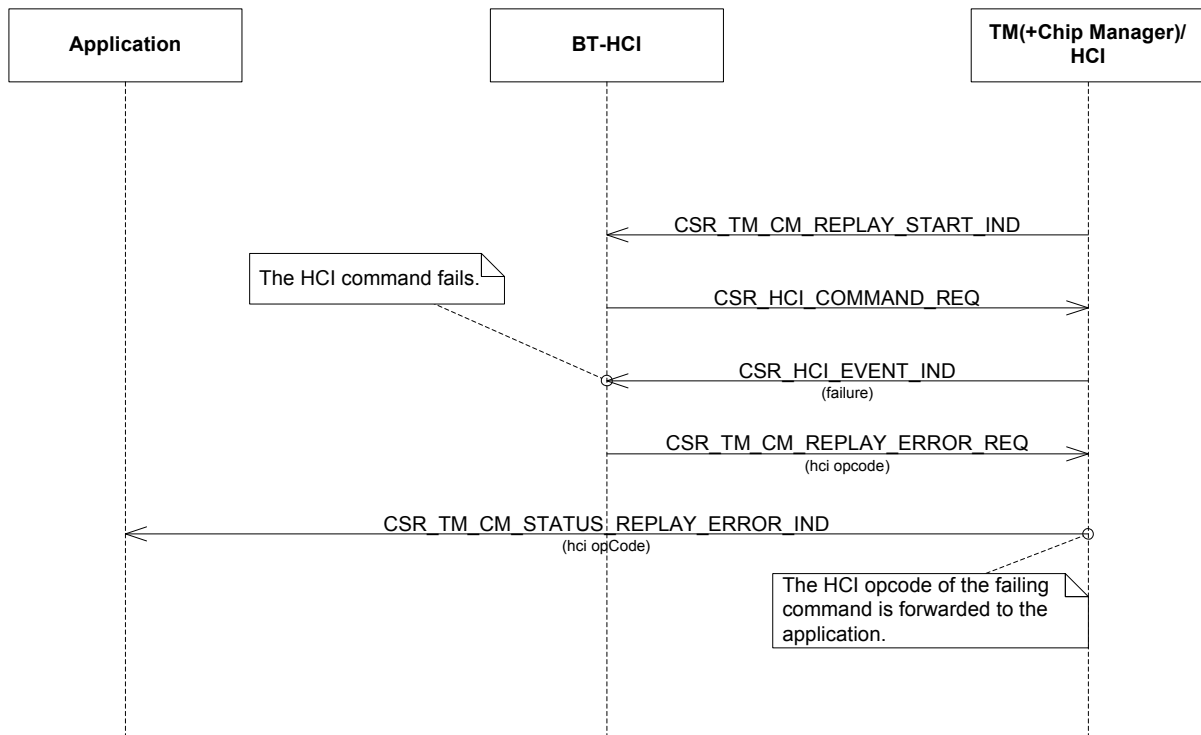 Application
BT-HCI
TM(+Chip Manager)/
HCI
CSR_TM_CM_REPLAY_START_IND
The HCI command fails.
CSR_HCI_COMMAND_REQ
CSR_HCI_EVENT_IND
(failure)
CSR_TM_CM_REPLAY_ERROR_REQ
(hci opcode)
CSR_TM_CM_STATUS_REPLAY_ERROR_IND
(hci opCode)
The HCI opcode of the failing
command is forwarded to the
application.